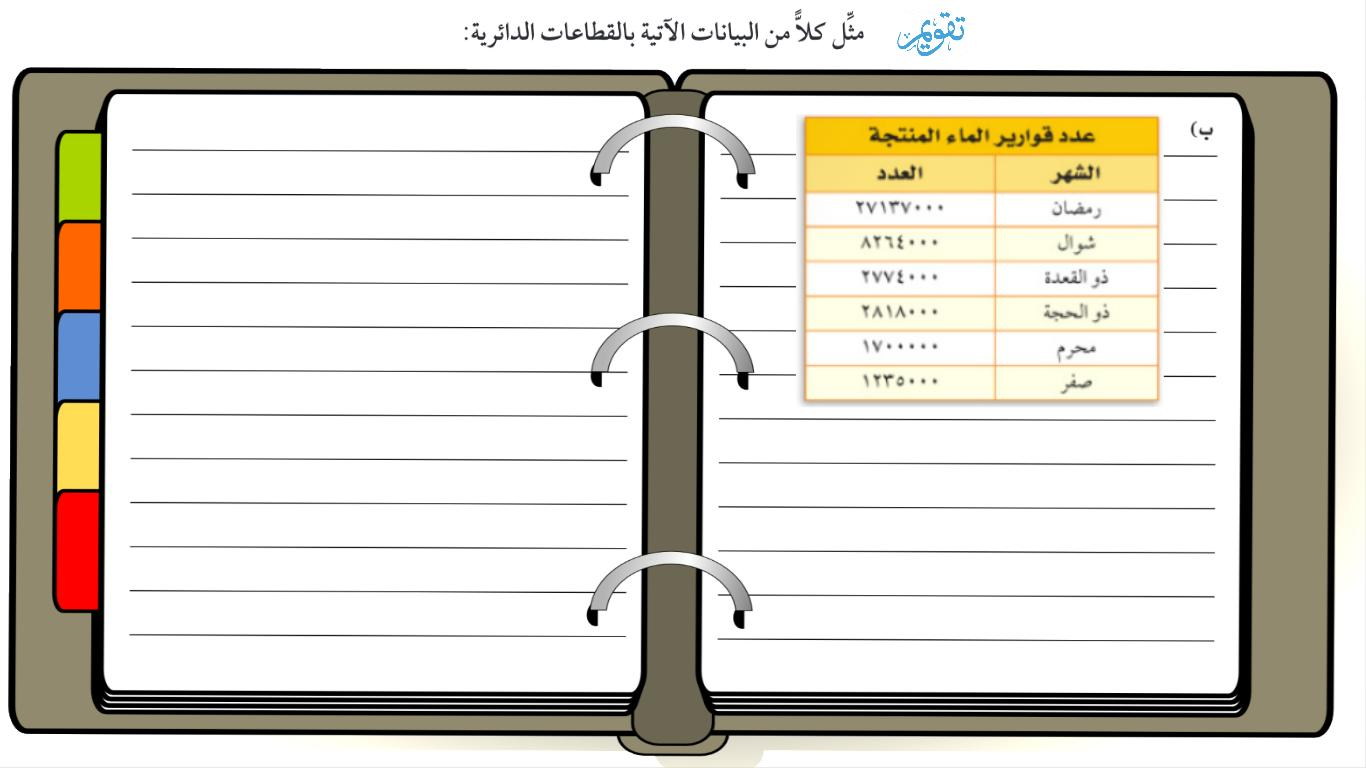 تقويم مثِّل كلاًّ من البيانات الآتية بالقطاعات الدائرية:
ب)
عدد قوارير الماء المنتجة
الشهر العدد
رمضان ٢٧١٣٧٠٠٠
شوال ٨٢٦٤٠٠٠
ذو القعدة ٢٧٧٤٠٠٠
ذو الحجة ٢٨١٨٠٠٠
محرم ١٧٠٠٠٠٠
صفر ١٢٣٥٠٠٠